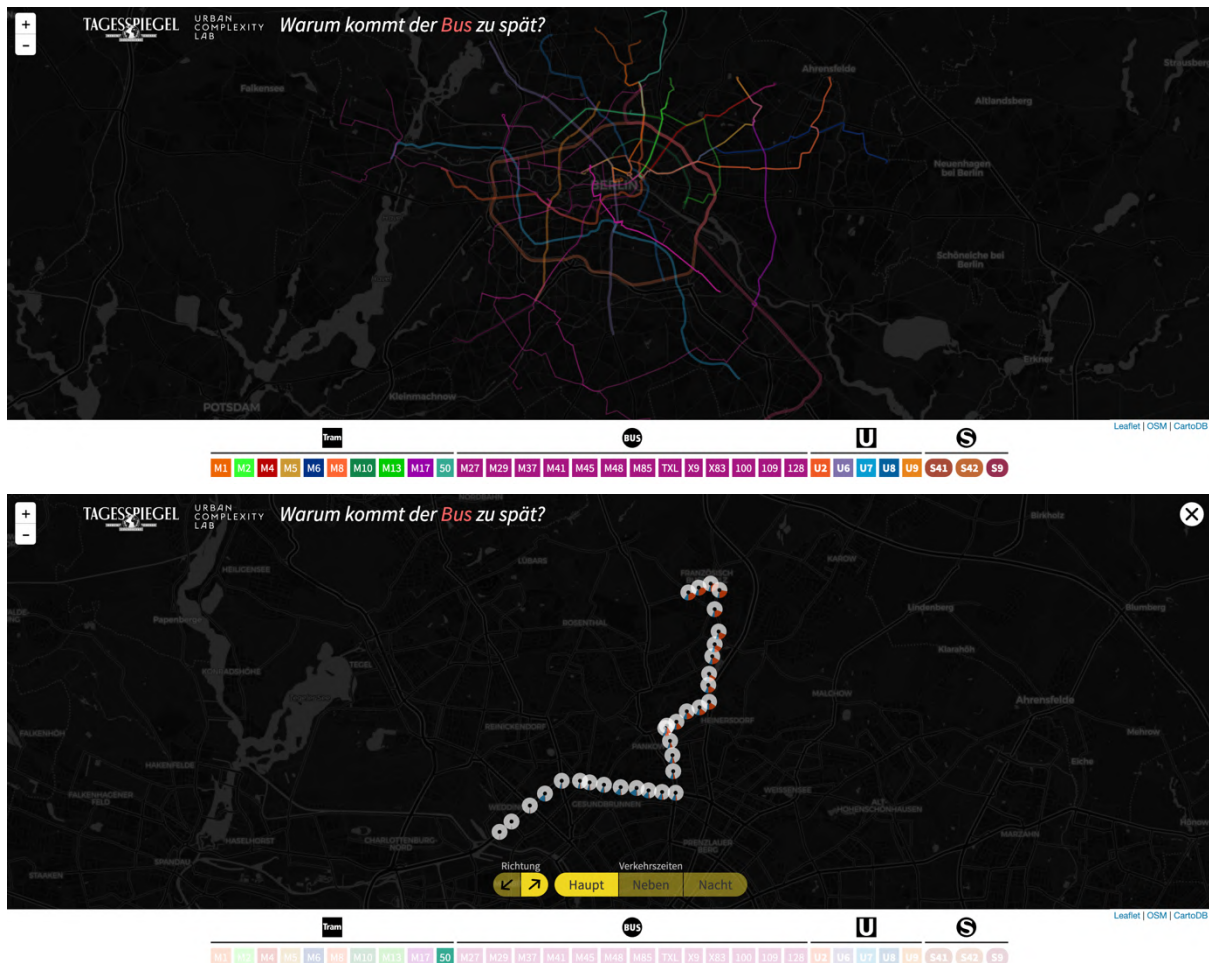 +
−
TAGESSPIEGEL
URBAN
COMPLEXITY
LAB
Warum kommt der Bus zu spät?
Ahrensfelde
Falkensee
Altlandsberg
Neuenhagen
bei Berlin
BERLIN
Schöneiche bei
Berlin
Erkner
Kleinmachnow
POTSDAM
Leaflet | OSM | CartoDB
Tram BUS U S
M1 M2 M4 M5 M6 M8 M10 M13 M17 50 M27 M29 M37 M41 M45 M48 M85 TXL X9 X83 100 109 128 U2 U6 U7 U8 U9 S41 S42 S9
+
−
TAGESSPIEGEL
URBAN
COMPLEXITY
LAB
Warum kommt der Bus zu spät?
Birkholz
LÜBARS
KAROW
HEILIGENSEE
Lindenberg
Blumberg
Papenberge
ROSENTHAL
Klarahöh
TEGEL
MALCHOW
Ahrensfelde
REINICKENDORF
HEINERSDORF
FALKENHÖH
Mehrow
HAKENFELDE
Eiche
FALKENHAGENER
FELD
GESUNDBRUNNEN
WEISSENSEE
ALT-
HOHENSCHÖNHAUSEN
HASELHORST
CHARLOTTENBURG-
NORD
PRENZLAUER
BERG
MARZAHN
SPANDAU
STAAKEN
Richtung Verkehrszeiten
Haupt Neben Nacht
Leaflet | OSM | CartoDB
Tram BUS U S
M1 M2 M4 M5 M6 M8 M10 M13 M17 50 M27 M29 M37 M41 M45 M48 M85 TXL X9 X83 100 109 128 U2 U6 U7 U8 U9 S41 S42 S9